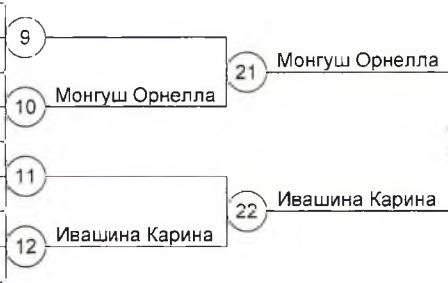 9
21 Монгуш Орнелла
10 Монгуш Орнелла
11
22 Ивашина Карина
12 Ивашина Карина